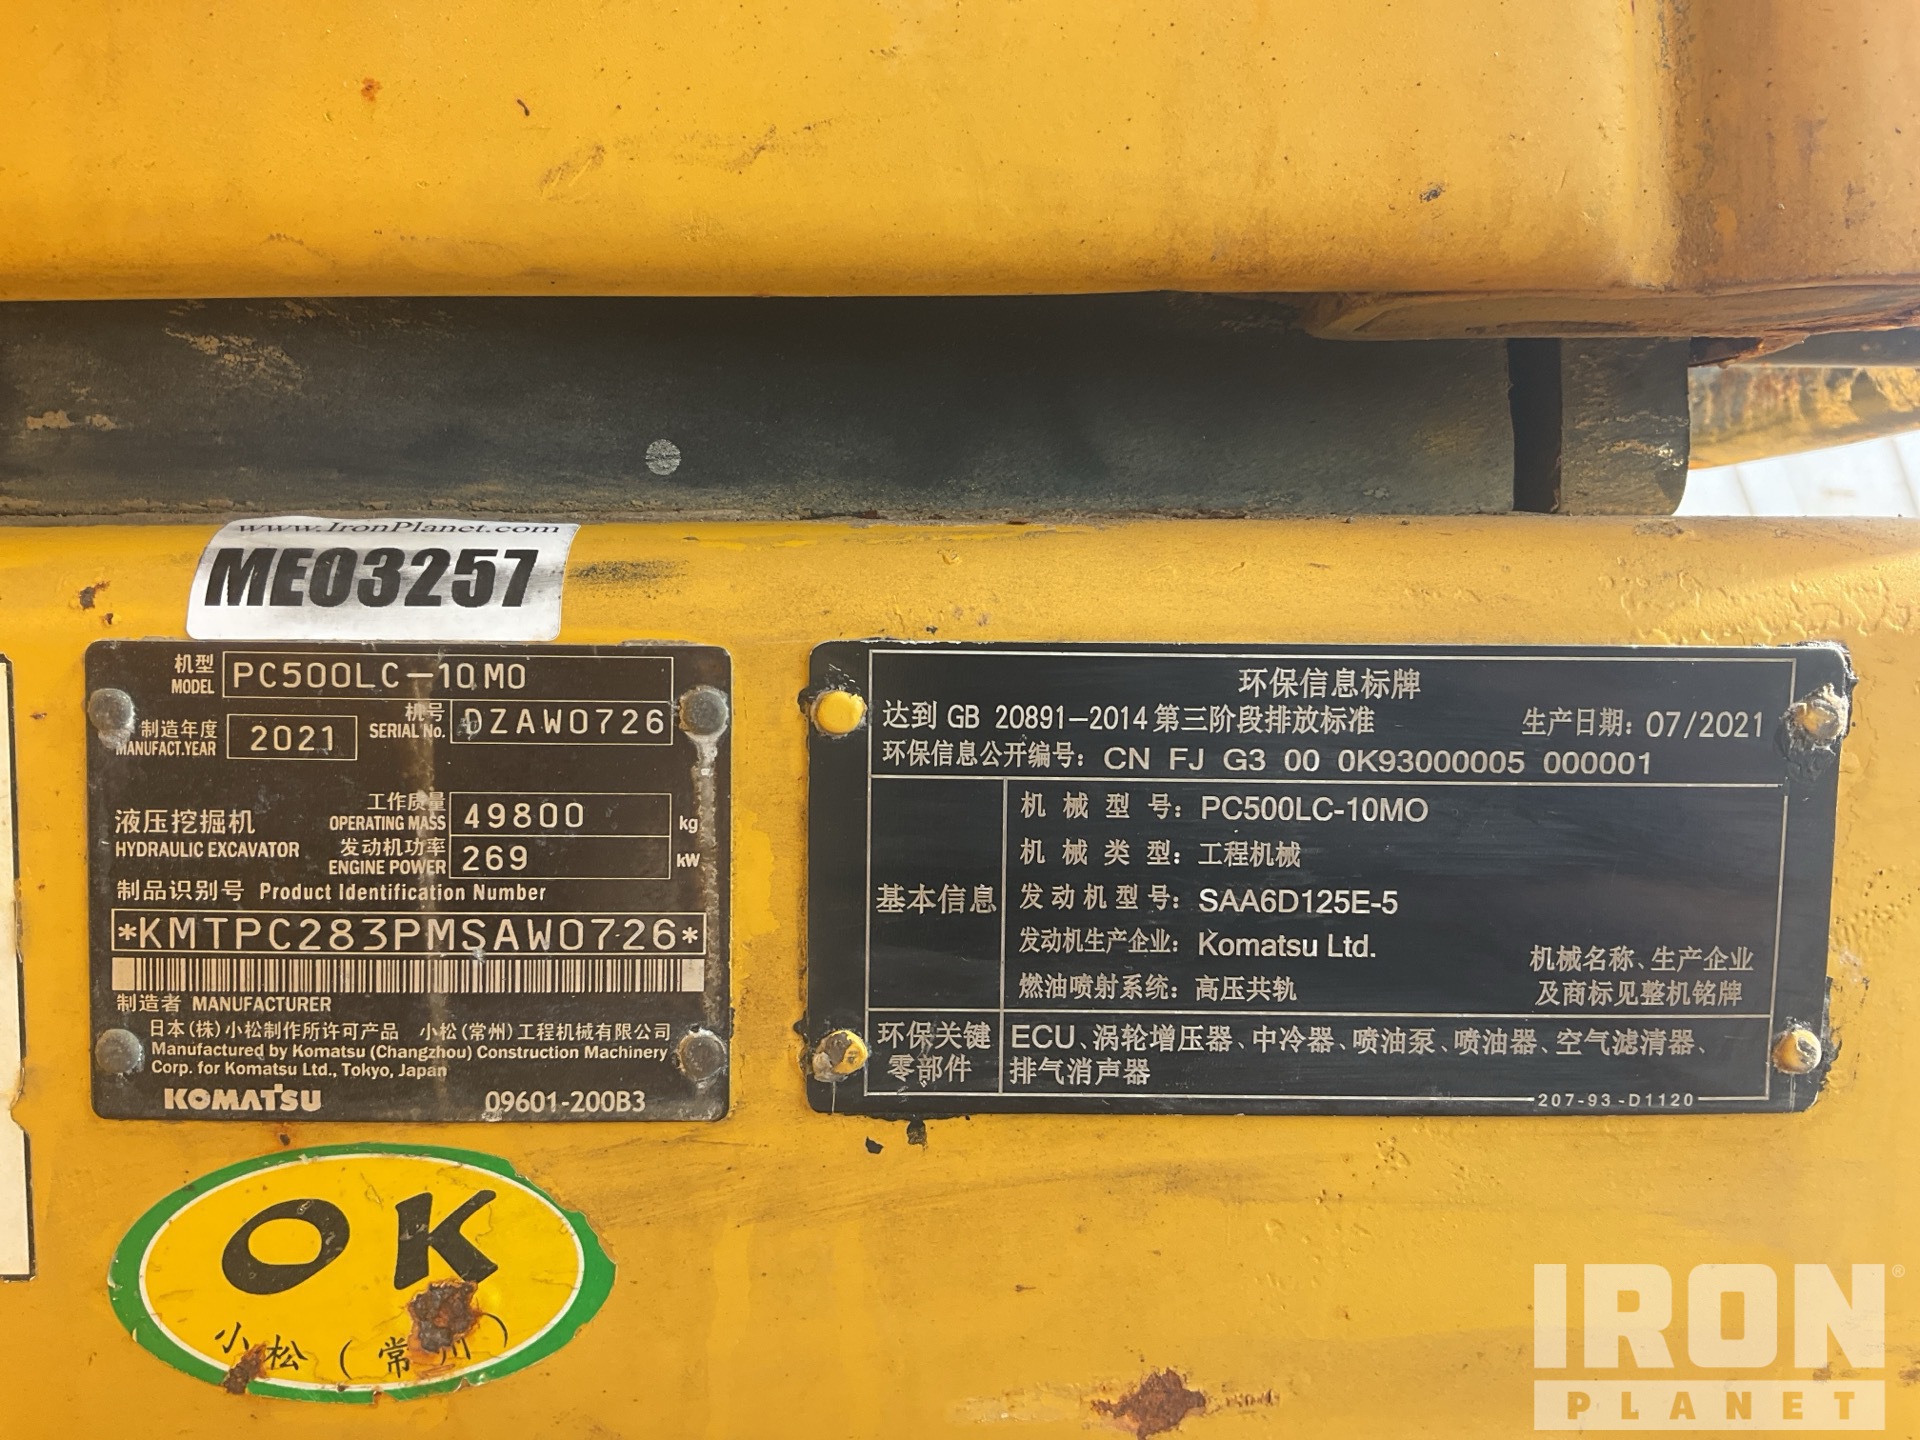 www.IronPlanet.com
ME03257
机型 MODEL PC500LC-10M0
制造年度 MANUFACT.YEAR 2021 机号 SERIAL No. DZAW0726
液压挖掘机 HYDRAULIC EXCAVATOR
工作质量 OPERATING MASS 49800 kg
发动机功率 ENGINE POWER 269 kW
制品识别号 Product Identification Number
*KMTPC283PMSAW0726*
制造者 MANUFACTURER
日本(株)小松制作所许可产品 小松(常州)工程机械有限公司
Manufactured by Komatsu (Changzhou) Construction Machinery
Corp. for Komatsu Ltd., Tokyo, Japan
KOMATSU 09601-200B3
环保信息标牌
达到 GB 20891-2014 第三阶段排放标准 生产日期: 07/2021
环保信息公开编号: CN FJ G3 00 0K93000005 000001
基本信息
机械型号: PC500LC-10MO
机械类型: 工程机械
发动机型号: SAA6D125E-5
发动机生产企业: Komatsu Ltd.
燃油喷射系统: 高压共轨
机械名称、生产企业
及商标见整机铭牌
环保关键
零部件
ECU、涡轮增压器、中冷器、喷油泵、喷油器、空气滤清器、
排气消声器
207-93-D1120
OK
小松(常州)
IRON ®
PLANET